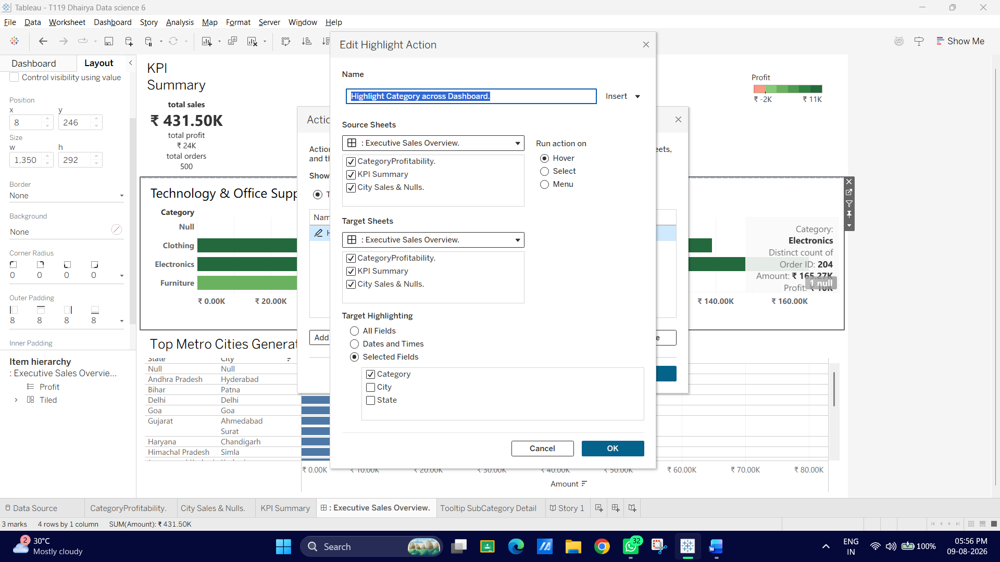 Tableau - T119 Dhairya Data science 6
File Data Worksheet Dashboard Story Analysis Map Format Server Window Help
Show Me
Dashboard Layout
Control visibility using value
Position
x y
8 246
Size
w h
1,350 292
Border
None
Background
None
Corner Radius
0 0 0 0
Outer Padding
8 8 8 8
Inner Padding
Item hierarchy
: Executive Sales Overvie...
Profit
Tiled
KPI
Summary
total sales
₹ 431.50K
total profit
₹ 24K
total orders
500
Profit
₹ -2K ₹ 11K
Technology & Office Supp
Category
Null
Clothing
Electronics
Furniture
₹ 0.00K ₹ 20.00K ₹ 140.00K ₹ 160.00K
Category:
Electronics
Distinct count of
Order ID: 204
Amount: ₹ 165.27K
Profit: ₹ 10K
1 null
Top Metro Cities Generat
State City
Null Null
Andhra Pradesh Hyderabad
Bihar Patna
Delhi Delhi
Goa Goa
Gujarat Ahmedabad
Surat
Haryana Chandigarh
Himachal Pradesh Simla
₹ 0.00K ₹ 10.00K ₹ 20.00K ₹ 30.00K ₹ 40.00K ₹ 50.00K ₹ 60.00K ₹ 70.00K ₹ 80.00K
Amount
Edit Highlight Action
Name
Highlight Category across Dashboard.
Insert
Source Sheets
: Executive Sales Overview.
CategoryProfitability.
KPI Summary
City Sales & Nulls.
Run action on
Hover
Select
Menu
Target Sheets
: Executive Sales Overview.
CategoryProfitability.
KPI Summary
City Sales & Nulls.
Target Highlighting
All Fields
Dates and Times
Selected Fields
Category
City
State
Cancel OK
Actio
Action
and th
Show
T
Nam
H
Add
eets,
e
Data Source CategoryProfitability. City Sales & Nulls. KPI Summary : Executive Sales Overview. Tooltip SubCategory Detail Story 1
3 marks 4 rows by 1 column SUM(Amount): ₹ 431.50K
2
30°C
Mostly cloudy
Search
32
ENG
IN
100%
05:56 PM
09-08-2026